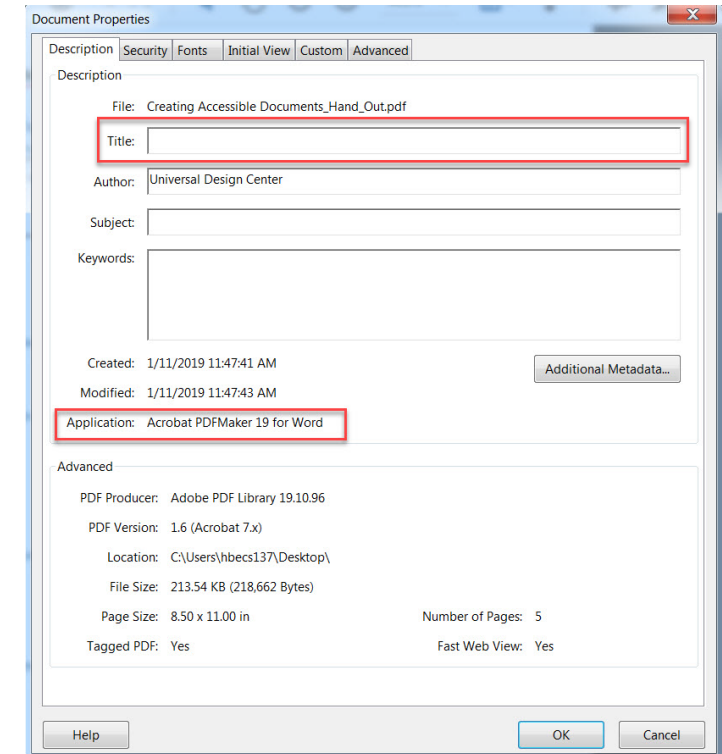 Document Properties
X
Description Security Fonts Initial View Custom Advanced
Description
File: Creating Accessible Documents_Hand_Out.pdf
Title:
Author: Universal Design Center
Subject:
Keywords:
Created: 1/11/2019 11:47:41 AM
Additional Metadata...
Modified: 1/11/2019 11:47:43 AM
Application: Acrobat PDFMaker 19 for Word
Advanced
PDF Producer: Adobe PDF Library 19.10.96
PDF Version: 1.6 (Acrobat 7.x)
Location: C:\Users\hbecs137\Desktop\
File Size: 213.54 KB (218,662 Bytes)
Page Size: 8.50 x 11.00 in Number of Pages: 5
Tagged PDF: Yes Fast Web View: Yes
Help OK Cancel